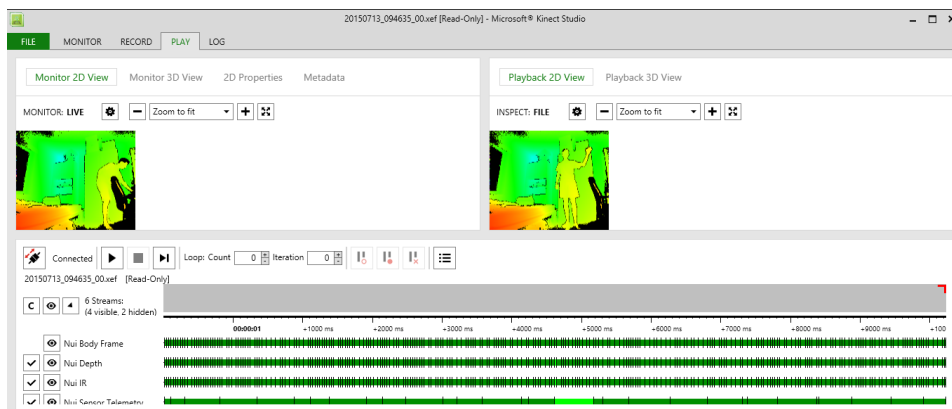 20150713_094635_00.xef [Read-Only] - Microsoft® Kinect Studio
FILE MONITOR RECORD PLAY LOG
Monitor 2D View Monitor 3D View 2D Properties Metadata
Playback 2D View Playback 3D View
MONITOR: LIVE Zoom to fit
INSPECT: FILE Zoom to fit
Connected Loop: Count 0 Iteration 0
20150713_094635_00.xef [Read-Only]
C 6 Streams:
(4 visible, 2 hidden)
00:00:01 +1000 ms +2000 ms +3000 ms +4000 ms +5000 ms +6000 ms +7000 ms +8000 ms +9000 ms +100
Nui Body Frame
Nui Depth
Nui IR
Nui Sensor Telemetry